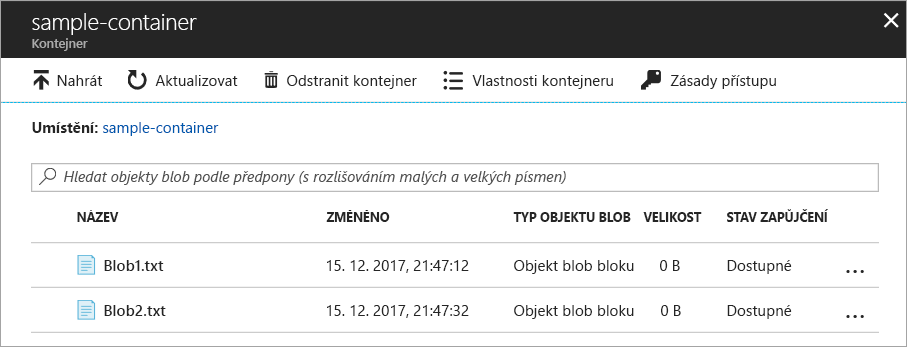 sample-container
Kontejner
Nahrát Aktualizovat Odstranit kontejner Vlastnosti kontejneru Zásady přístupu
Umístění: sample-container
Hledat objekty blob podle předpony (s rozlišováním malých a velkých písmen)
NÁZEV ZMĚNĚNO TYP OBJEKTU BLOB VELIKOST STAV ZAPŮJČENÍ
Blob1.txt 15. 12. 2017, 21:47:12 Objekt blob bloku 0 B Dostupné ...
Blob2.txt 15. 12. 2017, 21:47:32 Objekt blob bloku 0 B Dostupné ...